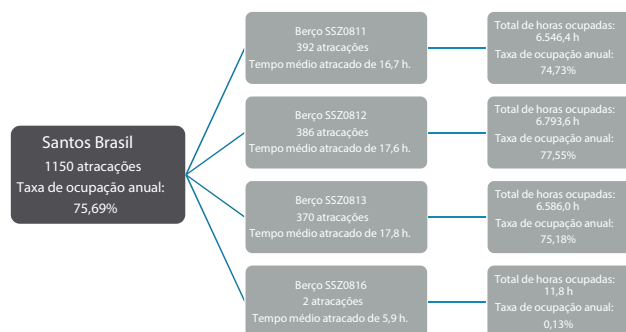 Santos Brasil
1150 atracações
Taxa de ocupação anual:
75,69%
Berço SSZ0811
392 atracações
Tempo médio atracado de 16,7 h.
Total de horas ocupadas:
6.546,4 h
Taxa de ocupação anual:
74,73%
Berço SSZ0812
386 atracações
Tempo médio atracado de 17,6 h.
Total de horas ocupadas:
6.793,6 h
Taxa de ocupação anual:
77,55%
Berço SSZ0813
370 atracações
Tempo médio atracado de 17,8 h.
Total de horas ocupadas:
6.586,0 h
Taxa de ocupação anual:
75,18%
Berço SSZ0816
2 atracações
Tempo médio atracado de 5,9 h.
Total de horas ocupadas:
11,8 h
Taxa de ocupação anual:
0,13%